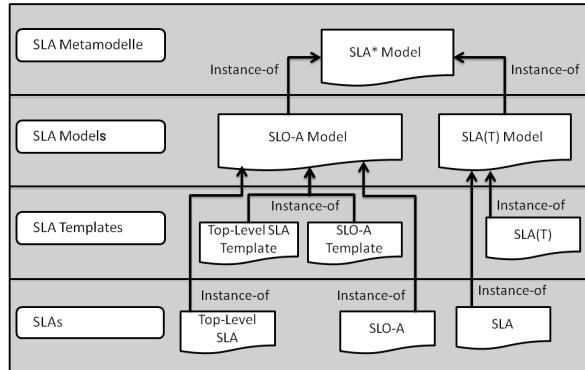 SLA Metamodelle
SLA* Model
Instance-of
Instance-of
SLA Models
SLO-A Model
SLA(T) Model
Instance-of
Instance-of
SLA Templates
Top-Level SLA
Template
SLO-A
Template
SLA(T)
Instance-of
Instance-of
Instance-of
SLAs
Top-Level
SLA
SLO-A
SLA